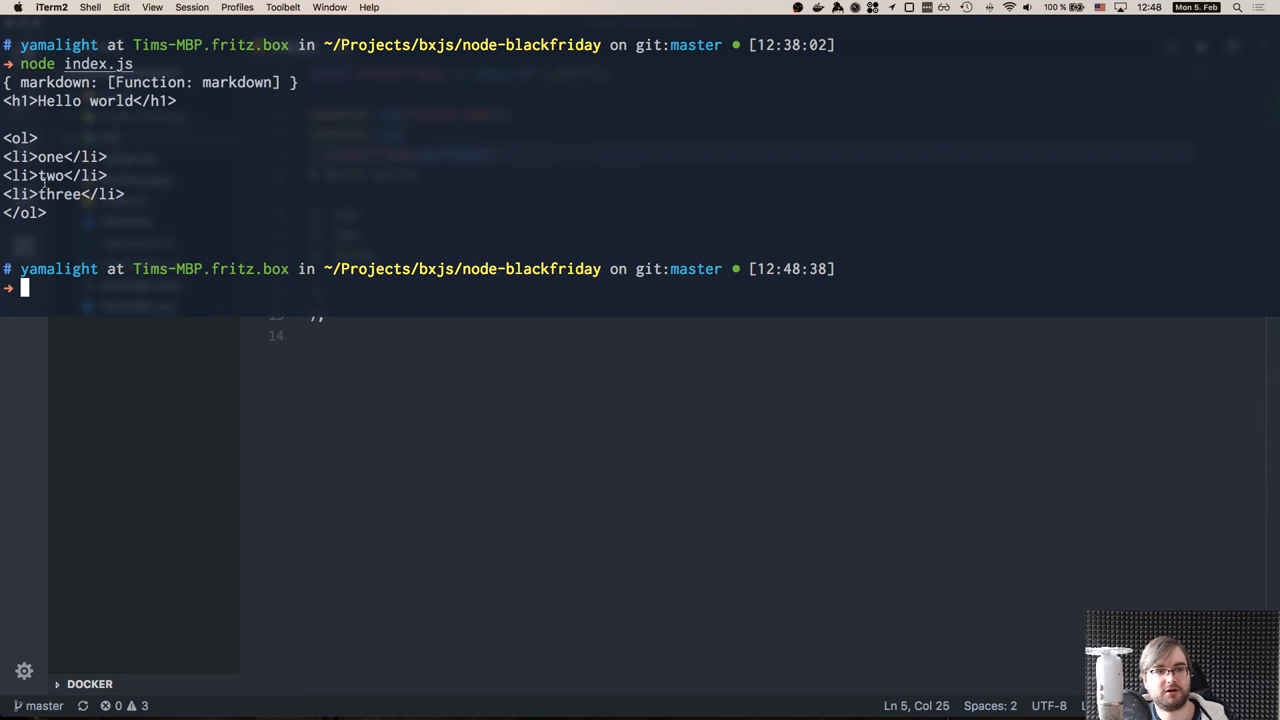 iTerm2 Shell Edit View Session Profiles Toolbelt Window Help 100 % 12:48 Mon 5. Feb
# yamalight at Tims-MBP.fritz.box in ~/Projects/bxjs/node-blackfriday on git:master ● [12:38:02]
→ node index.js
{ markdown: [Function: markdown] }
<h1>Hello world</h1>
<ol>
<li>one</li>
<li>two</li>
<li>three</li>
</ol>
# yamalight at Tims-MBP.fritz.box in ~/Projects/bxjs/node-blackfriday on git:master ● [12:48:38]
→
14
DOCKER
master 0 3 Ln 5, Col 25 Spaces: 2 UTF-8